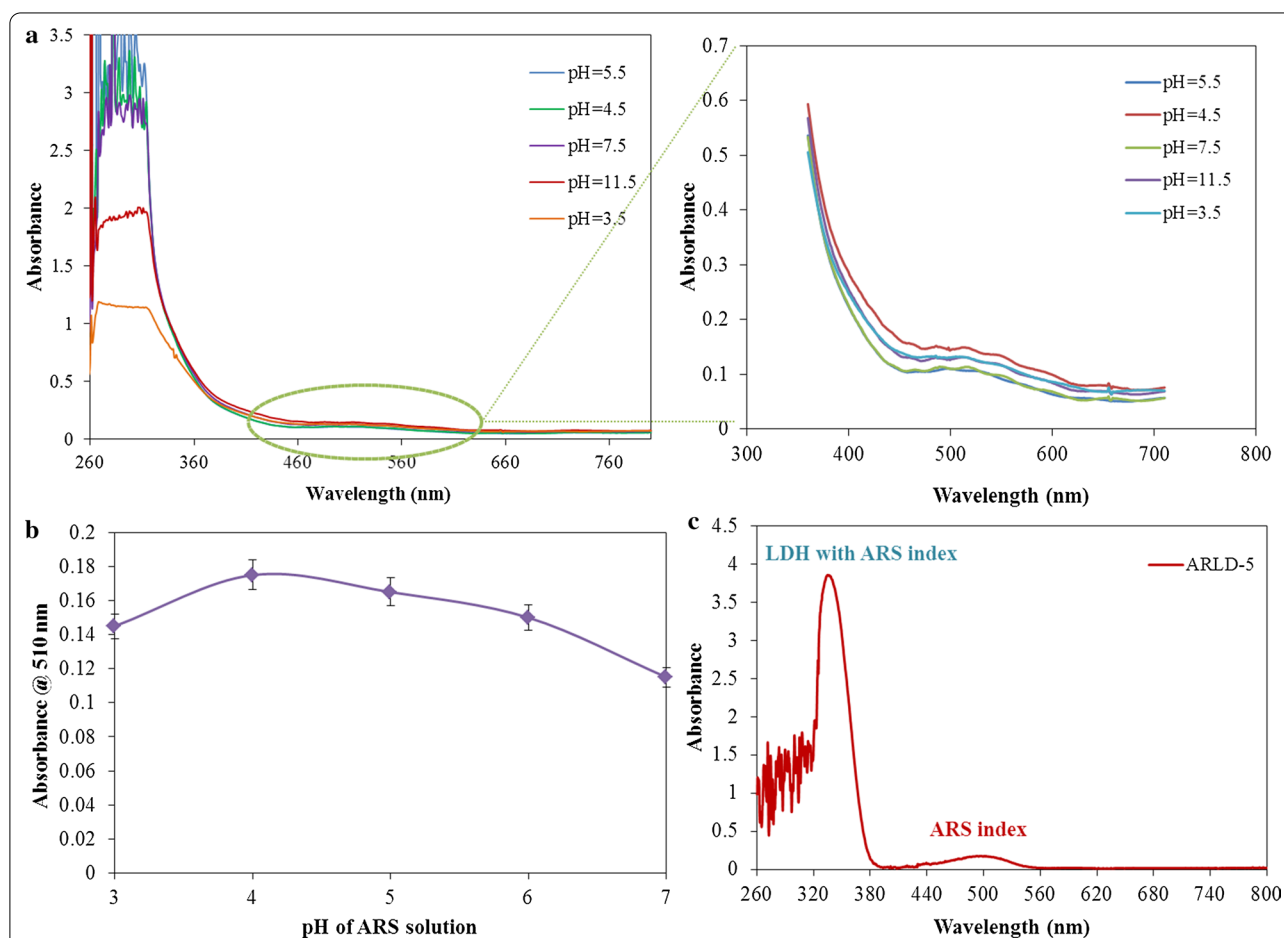 a
3.5
3
2.5
2
1.5
1
0.5
0
260
360
460
560
660
760
Absorbance
Wavelength (nm)
pH=5.5
pH=4.5
pH=7.5
pH=11.5
pH=3.5
0.7
0.6
0.5
0.4
0.3
0.2
0.1
0
300
400
500
600
700
800
Absorbance
Wavelength (nm)
pH=5.5
pH=4.5
pH=7.5
pH=11.5
pH=3.5
b
0.2
0.18
0.16
0.14
0.12
0.1
0.08
0.06
0.04
0.02
0
3
4
5
6
7
Absorbance @ 510 nm
pH of ARS solution
c
4.5
4
3.5
3
2.5
2
1.5
1
0.5
0
260
320
380
440
500
560
620
680
740
800
Absorbance
Wavelength (nm)
LDH with ARS index
ARLD-5
ARS index